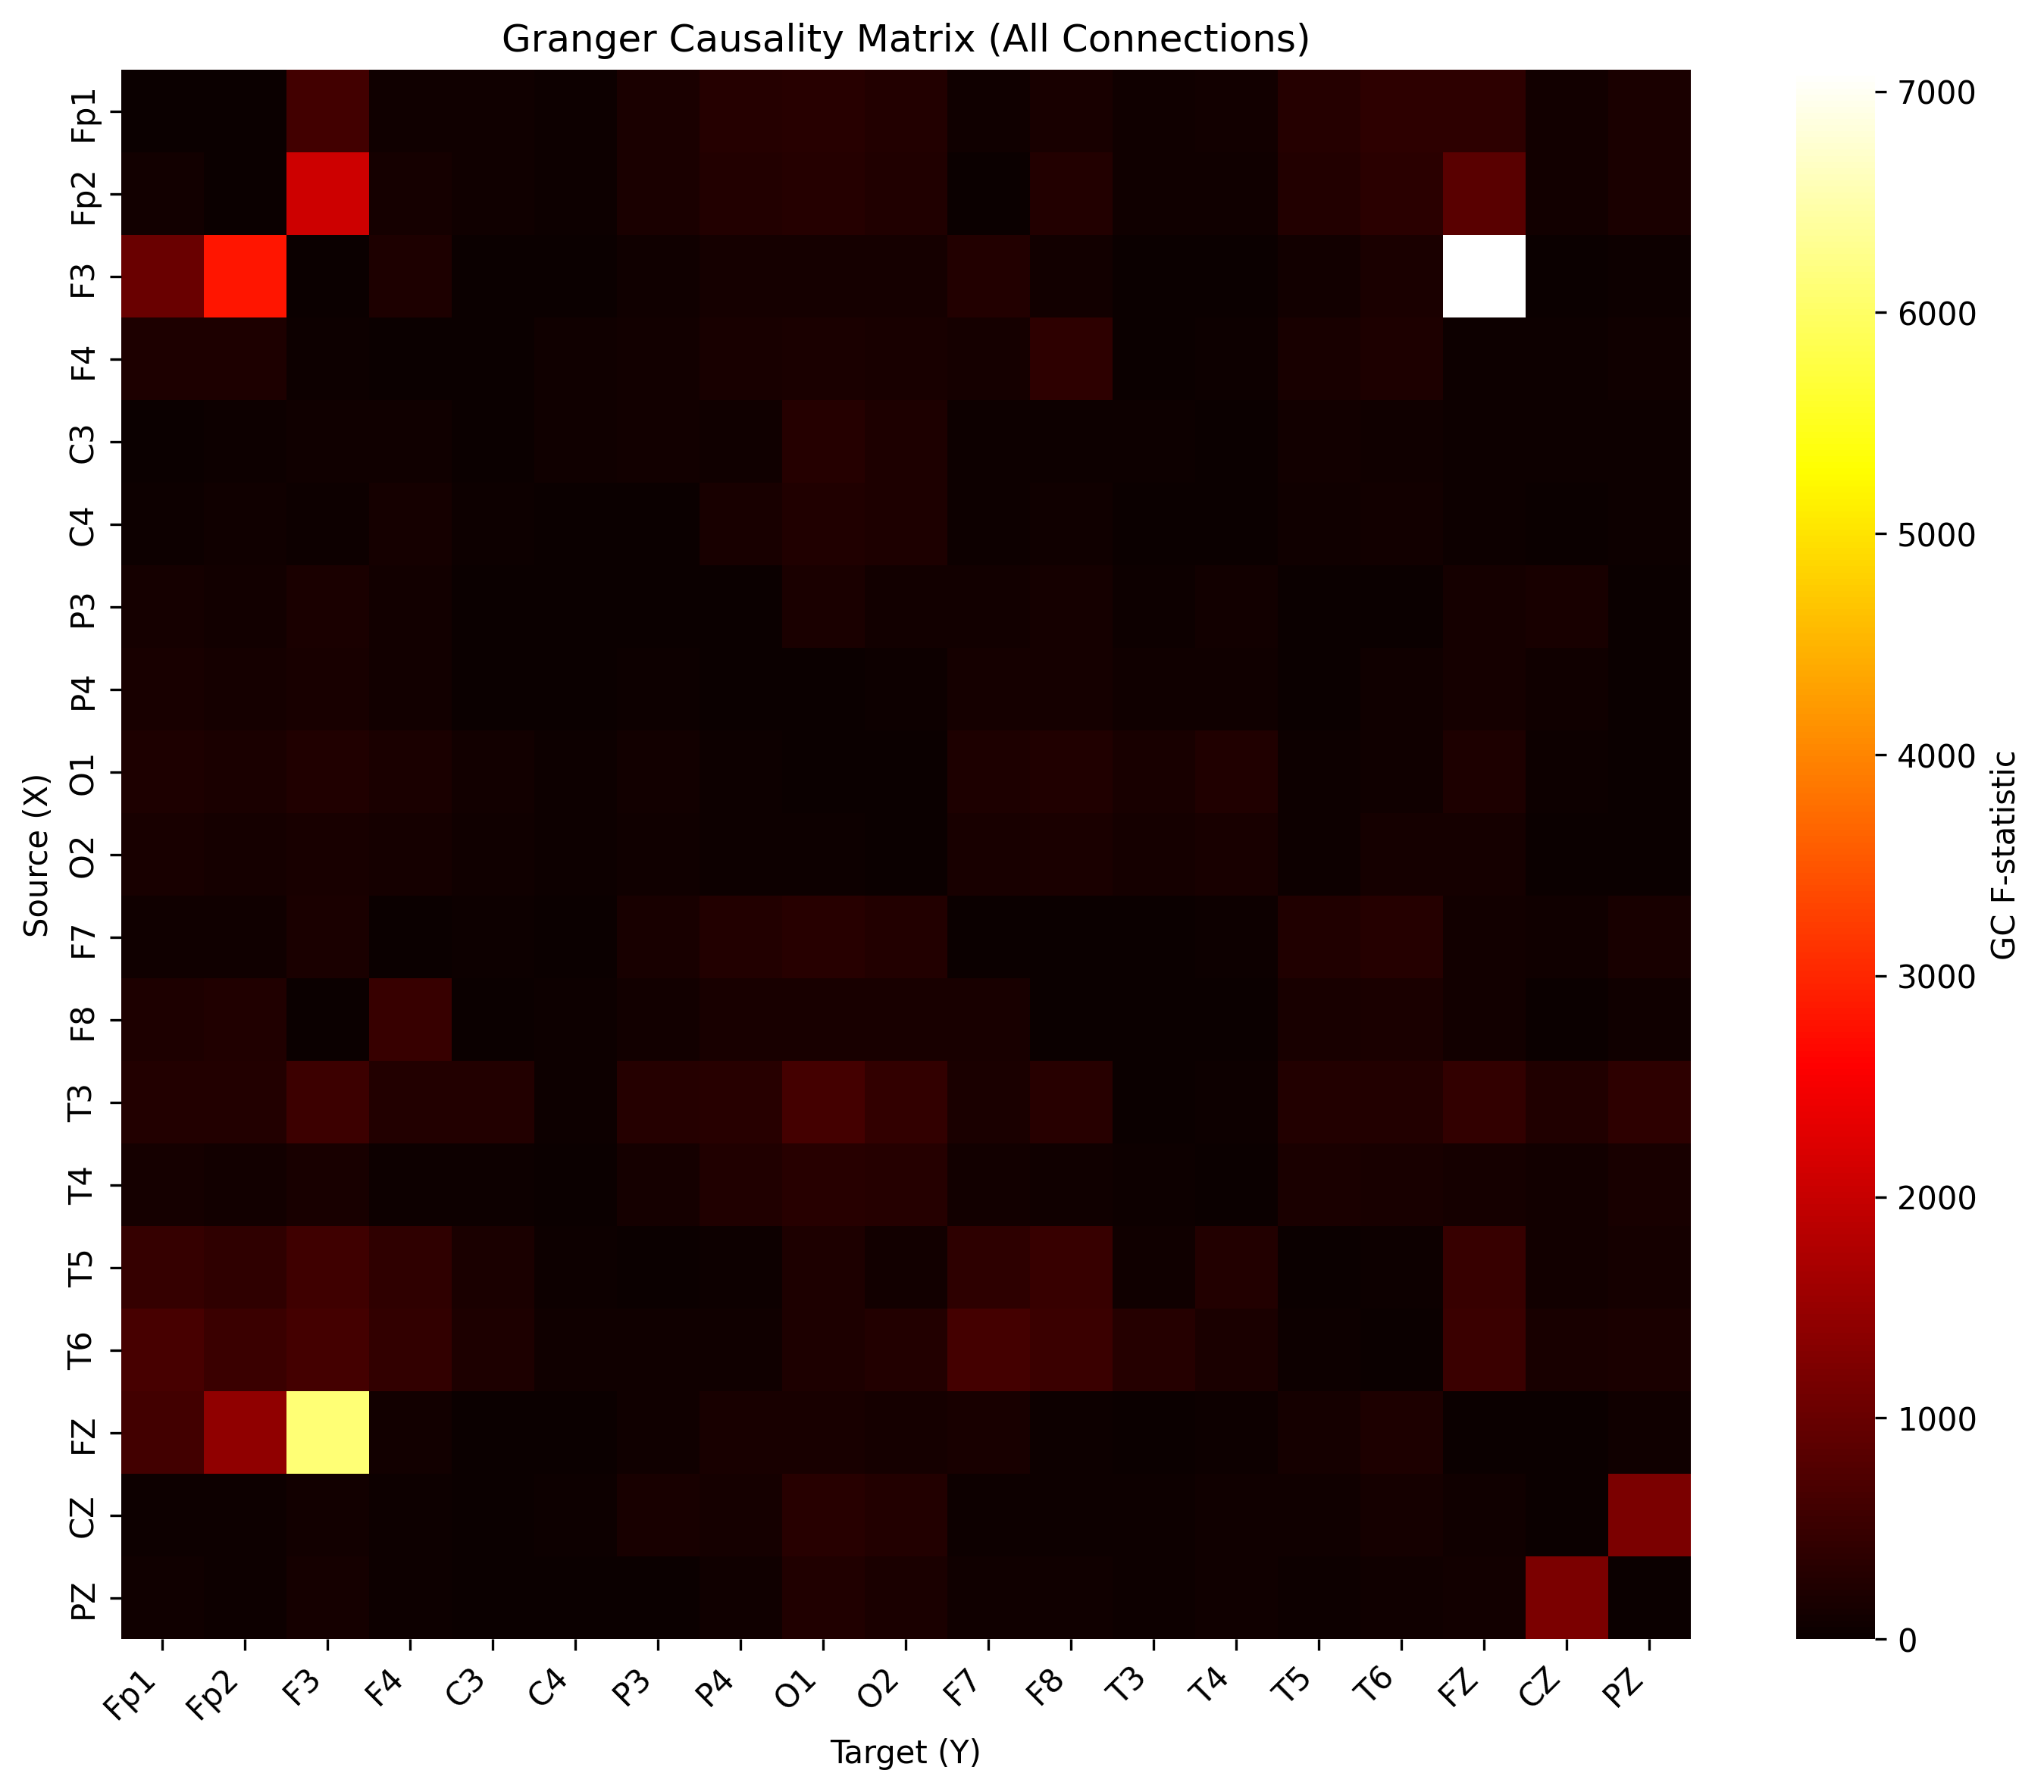 Granger Causality Matrix (All Connections)
Source (X)
Fp1
Fp2
F3
F4
C3
C4
P3
P4
O1
O2
F7
F8
T3
T4
T5
T6
FZ
CZ
PZ
Fp1 Fp2 F3 F4 C3 C4 P3 P4 O1 O2 F7 F8 T3 T4 T5 T6 FZ CZ PZ
Target (Y)
7000
6000
5000
4000
3000
2000
1000
0
GC F-statistic